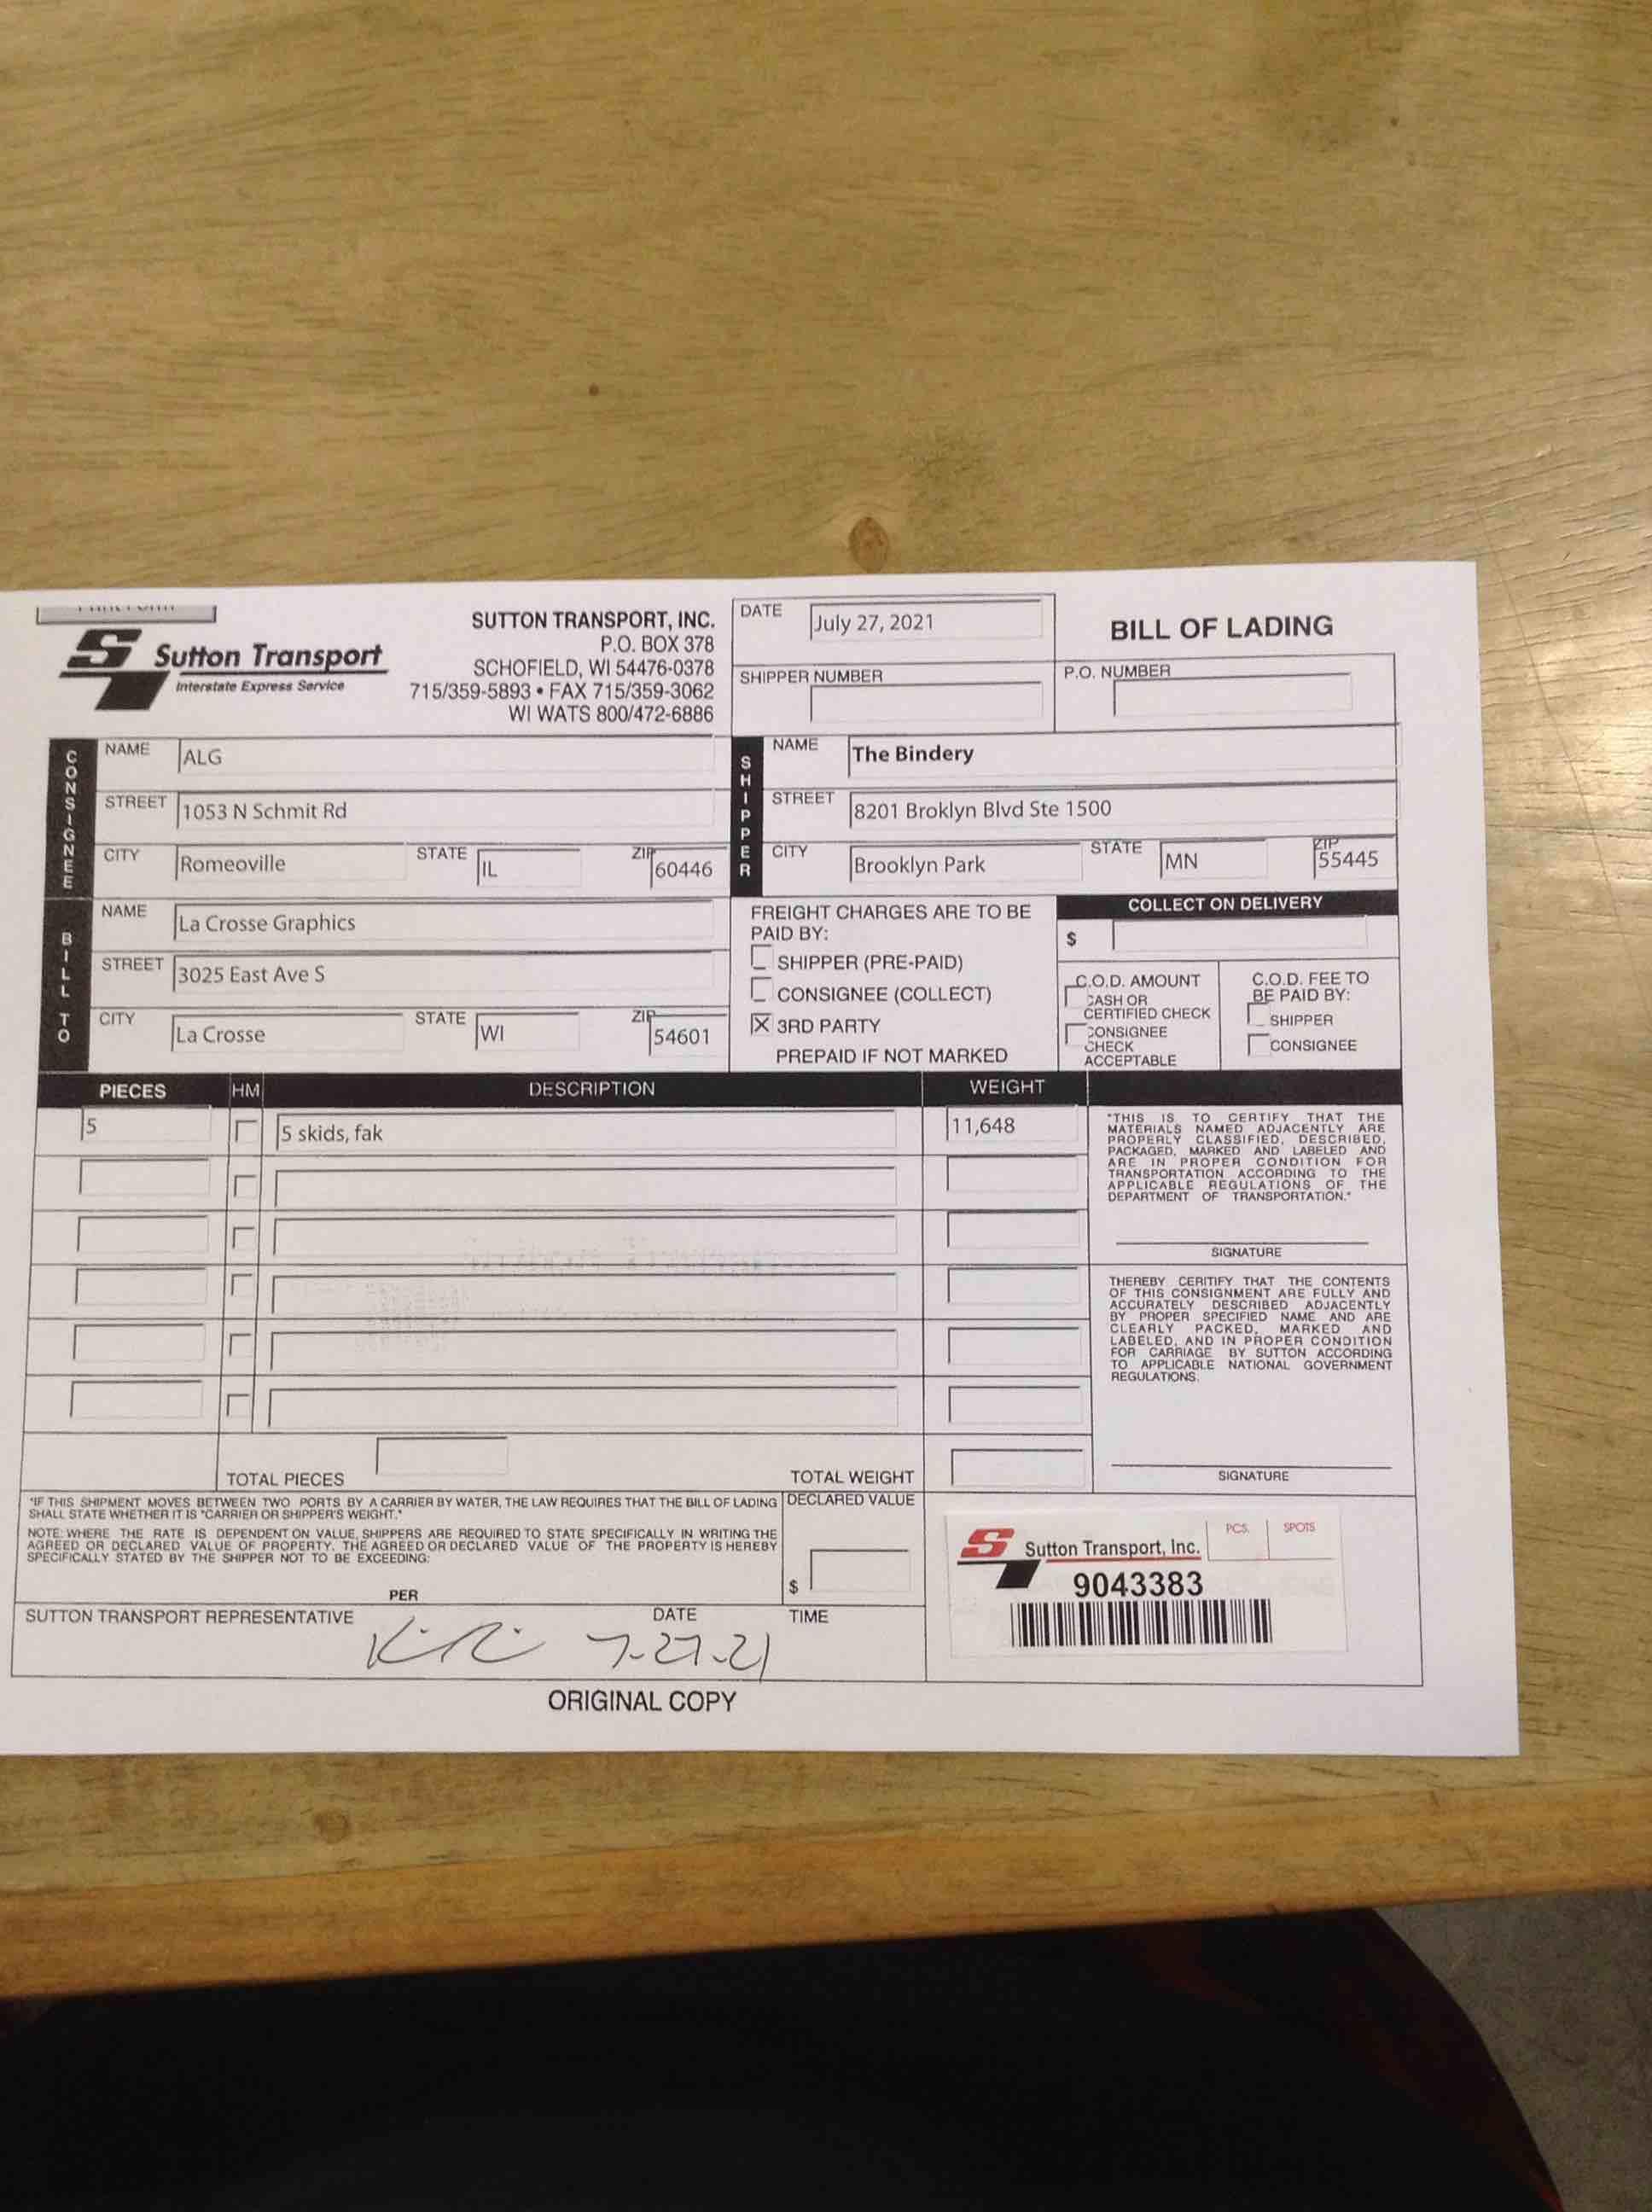 Sutton Transport
Interstate Express Service
SUTTON TRANSPORT, INC.
P.O. BOX 378
SCHOFIELD, WI 54476-0378
715/359-5893 • FAX 715/359-3062
WI WATS 800/472-6886
DATE July 27, 2021
BILL OF LADING
SHIPPER NUMBER
P.O. NUMBER
CONSIGNEE
NAME ALG
STREET 1053 N Schmit Rd
CITY Romeoville STATE IL ZIP 60446
SHIPPER
NAME The Bindery
STREET 8201 Broklyn Blvd Ste 1500
CITY Brooklyn Park STATE MN ZIP 55445
BILL TO
NAME La Crosse Graphics
STREET 3025 East Ave S
CITY La Crosse STATE WI ZIP 54601
FREIGHT CHARGES ARE TO BE
PAID BY:
SHIPPER (PRE-PAID)
CONSIGNEE (COLLECT)
X 3RD PARTY
PREPAID IF NOT MARKED
COLLECT ON DELIVERY
$
C.O.D. AMOUNT
CASH OR
CERTIFIED CHECK
CONSIGNEE
CHECK
ACCEPTABLE
C.O.D. FEE TO
BE PAID BY:
SHIPPER
CONSIGNEE
PIECES HM DESCRIPTION WEIGHT
5 5 skids, fak 11,648
"THIS IS TO CERTIFY THAT THE
MATERIALS NAMED ADJACENTLY ARE
PROPERLY CLASSIFIED, DESCRIBED,
PACKAGED, MARKED AND LABELED AND
ARE IN PROPER CONDITION FOR
TRANSPORTATION ACCORDING TO THE
APPLICABLE REGULATIONS OF THE
DEPARTMENT OF TRANSPORTATION."
SIGNATURE
THEREBY CERITIFY THAT THE CONTENTS
OF THIS CONSIGNMENT ARE FULLY AND
ACCURATELY DESCRIBED ADJACENTLY
BY PROPER SPECIFIED NAME AND ARE
CLEARLY PACKED, MARKED AND
LABELED, AND IN PROPER CONDITION
FOR CARRIAGE BY SUTTON ACCORDING
TO APPLICABLE NATIONAL GOVERNMENT
REGULATIONS.
SIGNATURE
TOTAL PIECES TOTAL WEIGHT
"IF THIS SHIPMENT MOVES BETWEEN TWO PORTS BY A CARRIER BY WATER, THE LAW REQUIRES THAT THE BILL OF LADING
SHALL STATE WHETHER IT IS "CARRIER OR SHIPPER'S WEIGHT."
NOTE: WHERE THE RATE IS DEPENDENT ON VALUE, SHIPPERS ARE REQUIRED TO STATE SPECIFICALLY IN WRITING THE
AGREED OR DECLARED VALUE OF PROPERTY. THE AGREED OR DECLARED VALUE OF THE PROPERTY IS HEREBY
SPECIFICALLY STATED BY THE SHIPPER NOT TO BE EXCEEDING:
PER
DECLARED VALUE
$
SUTTON TRANSPORT REPRESENTATIVE DATE TIME
7-27-21
Sutton Transport, Inc.
PCS. SPOTS
9043383
ORIGINAL COPY